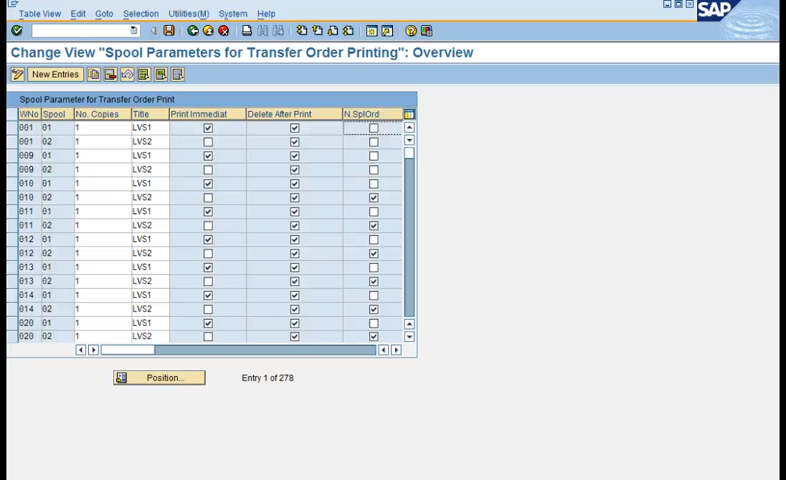 Table View Edit Goto Selection Utilities(M) System Help
SAP
Change View "Spool Parameters for Transfer Order Printing": Overview
New Entries
Spool Parameter for Transfer Order Print
WNo Spool No. Copies Title Print Immediat Delete After Print N.SplOrd
001 01 1 LVS1
001 02 1 LVS2
009 01 1 LVS1
009 02 1 LVS2
010 01 1 LVS1
010 02 1 LVS2
011 01 1 LVS1
011 02 1 LVS2
012 01 1 LVS1
012 02 1 LVS2
013 01 1 LVS1
013 02 1 LVS2
014 01 1 LVS1
014 02 1 LVS2
020 01 1 LVS1
020 02 1 LVS2
Position... Entry 1 of 278